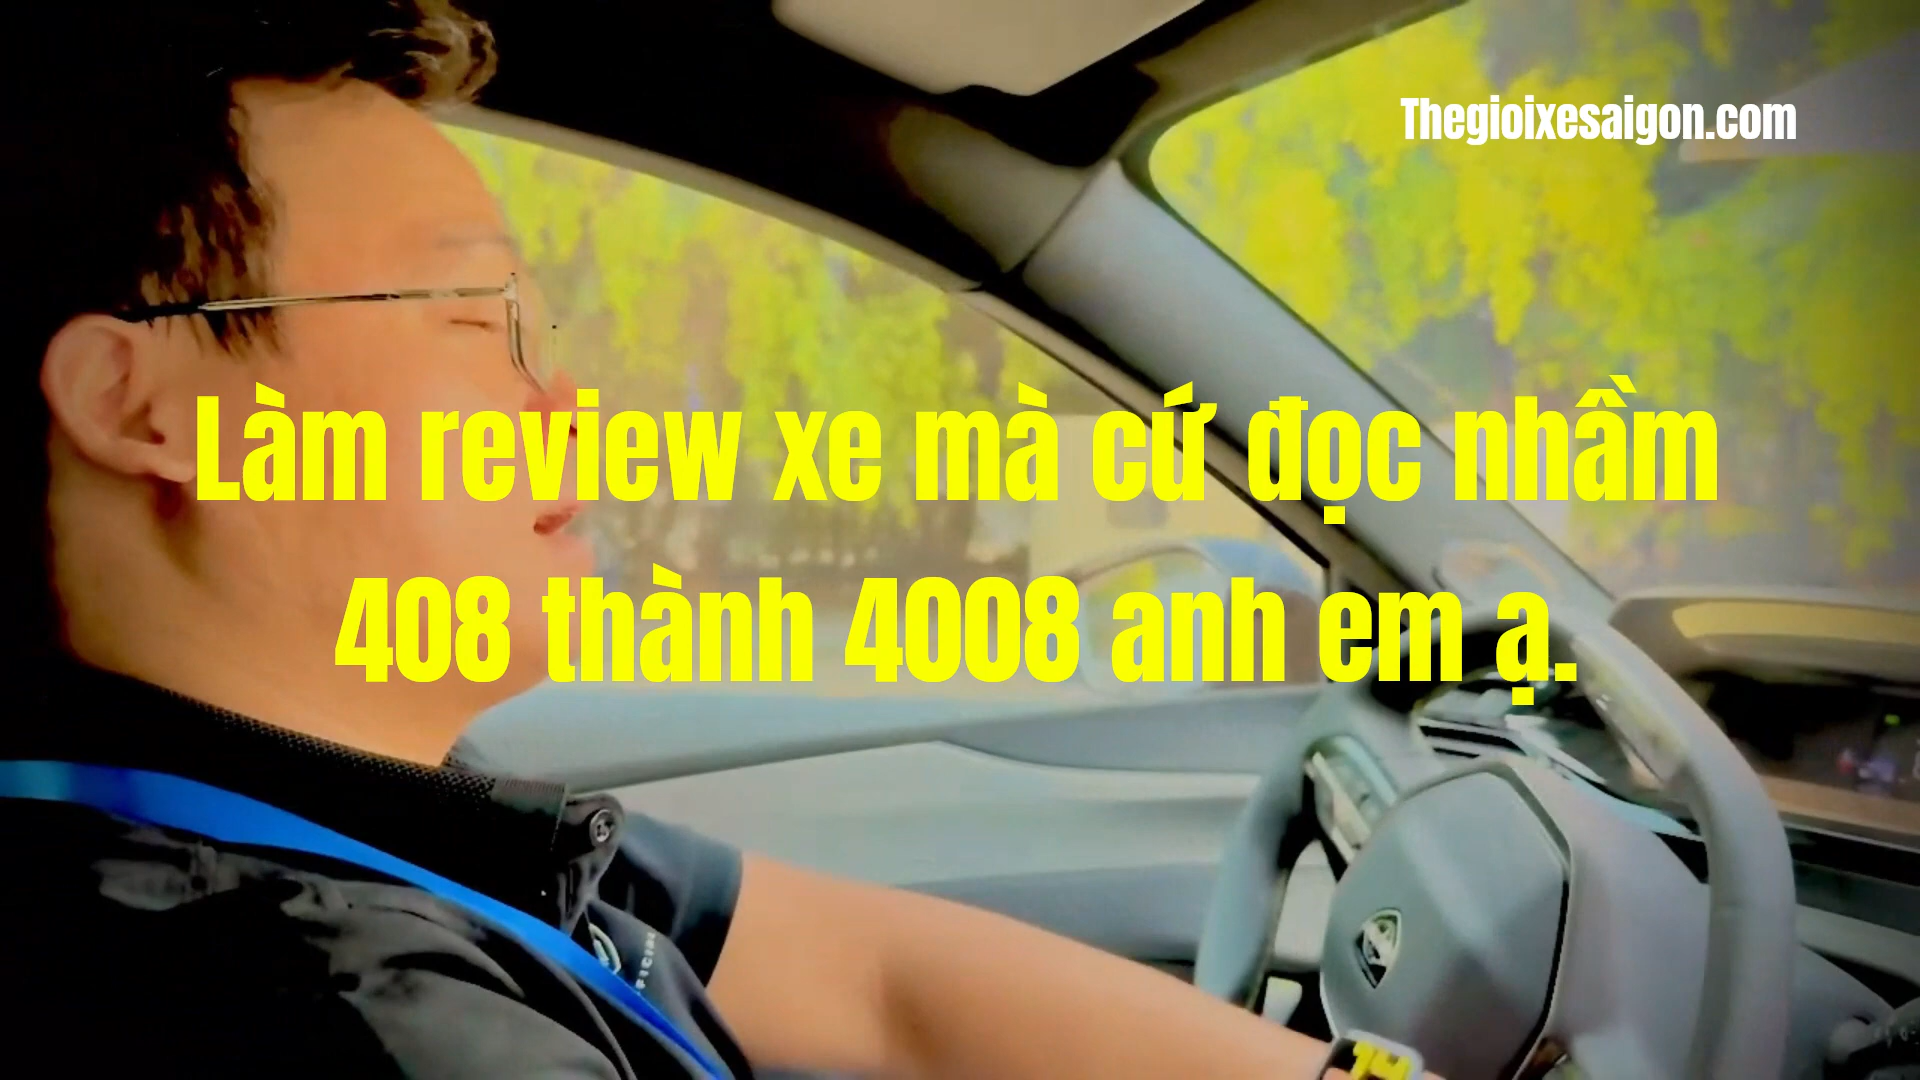 Thegioixesaigon.com
Làm review xe mà cứ đọc nhầm
408 thành 4008 anh em ạ.